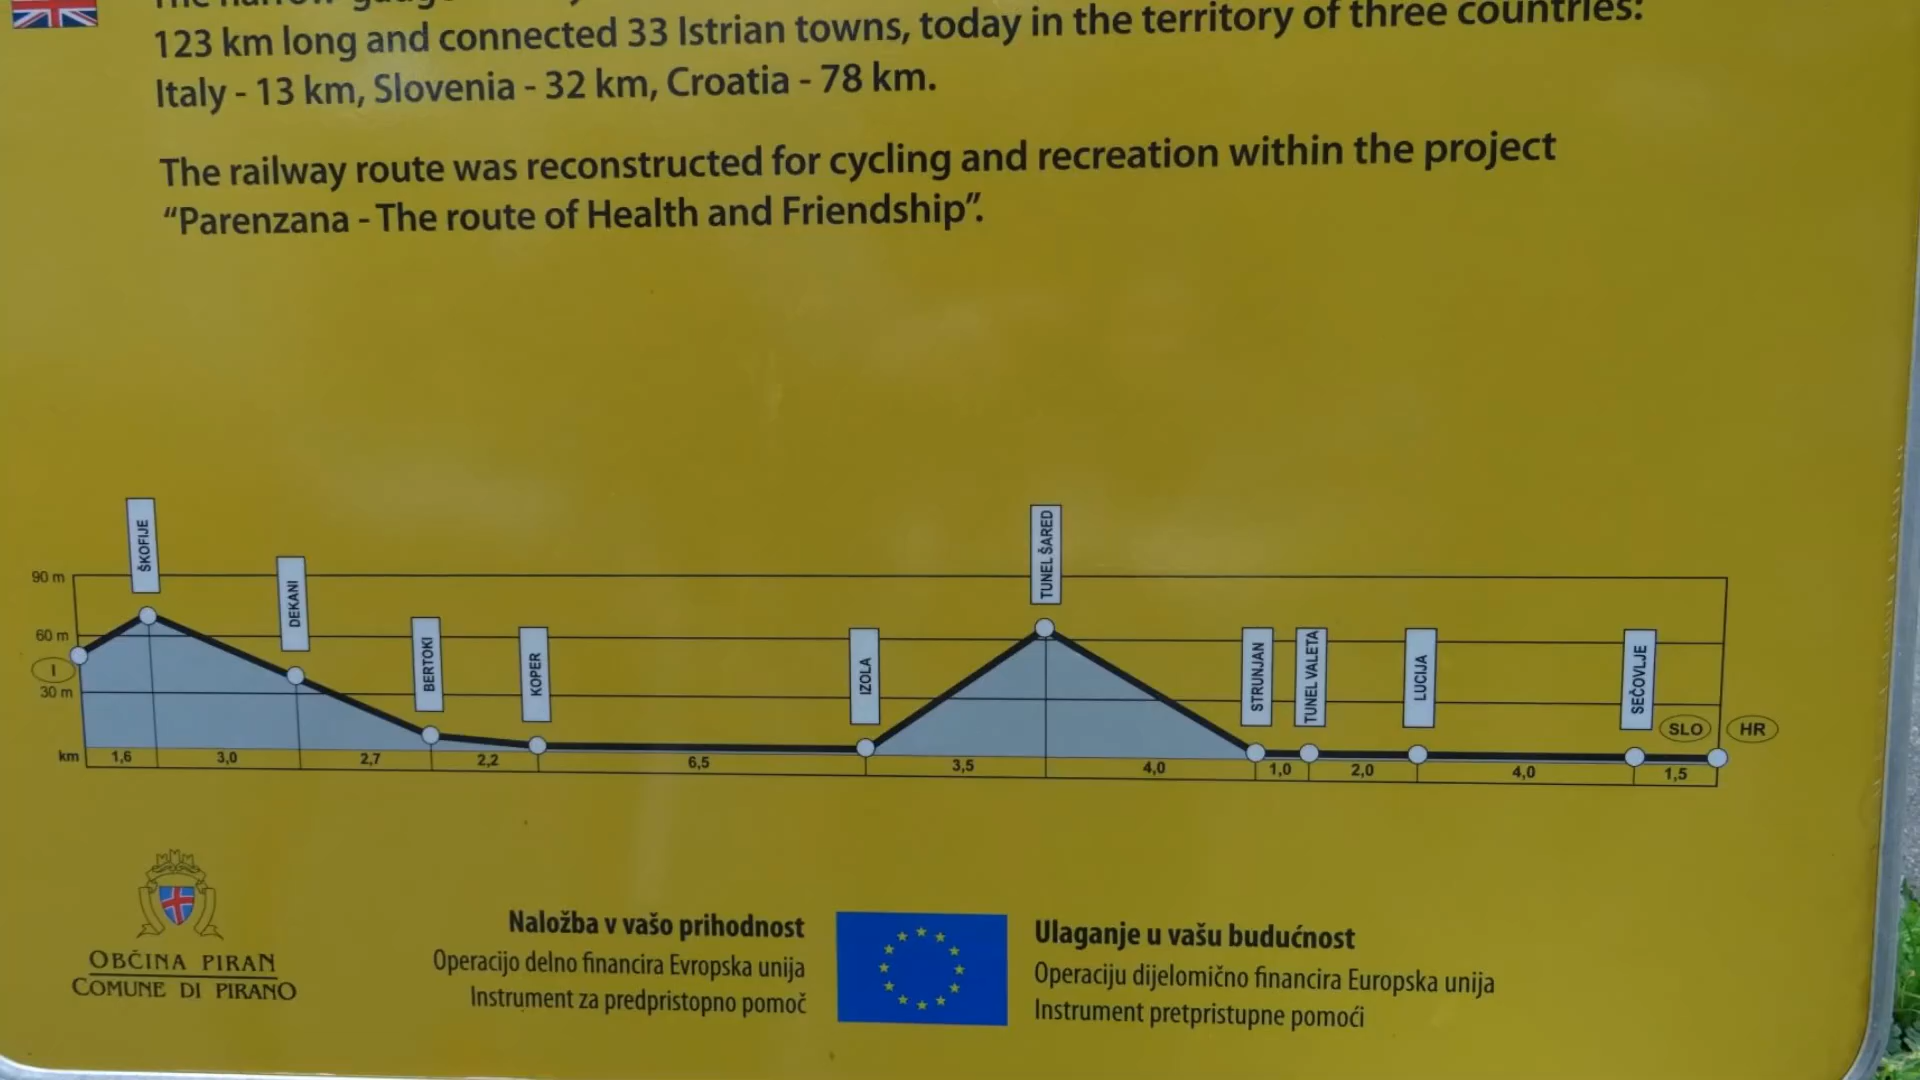 123 km long and connected 33 Istrian towns, today in the territory of three countries:
Italy - 13 km, Slovenia - 32 km, Croatia - 78 km.
The railway route was reconstructed for cycling and recreation within the project
“Parenzana - The route of Health and Friendship”.
ŠKOFIJE
DEKANI
BERTOKI
KOPER
IZOLA
TUNEL ŠARED
STRUNJAN
TUNEL VALETA
LUCIJA
SEČOVLJE
90 m
60 m
I
30 m
SLO HR
km 1,6 3,0 2,7 2,2 6,5 3,5 4,0 1,0 2,0 4,0 1,5
OBČINA PIRAN
COMUNE DI PIRANO
Naložba v vašo prihodnost
Operacijo delno financira Evropska unija
Instrument za predpristopno pomoč
Ulaganje u vašu budućnost
Operaciju dijelomično financira Europska unija
Instrument pretpristupne pomoći